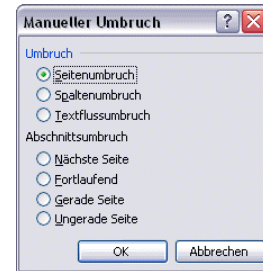 Manueller Umbruch
Umbruch
Seitenumbruch
Spaltenumbruch
Textflussumbruch
Abschnittsumbruch
Nächste Seite
Fortlaufend
Gerade Seite
Ungerade Seite
OK Abbrechen